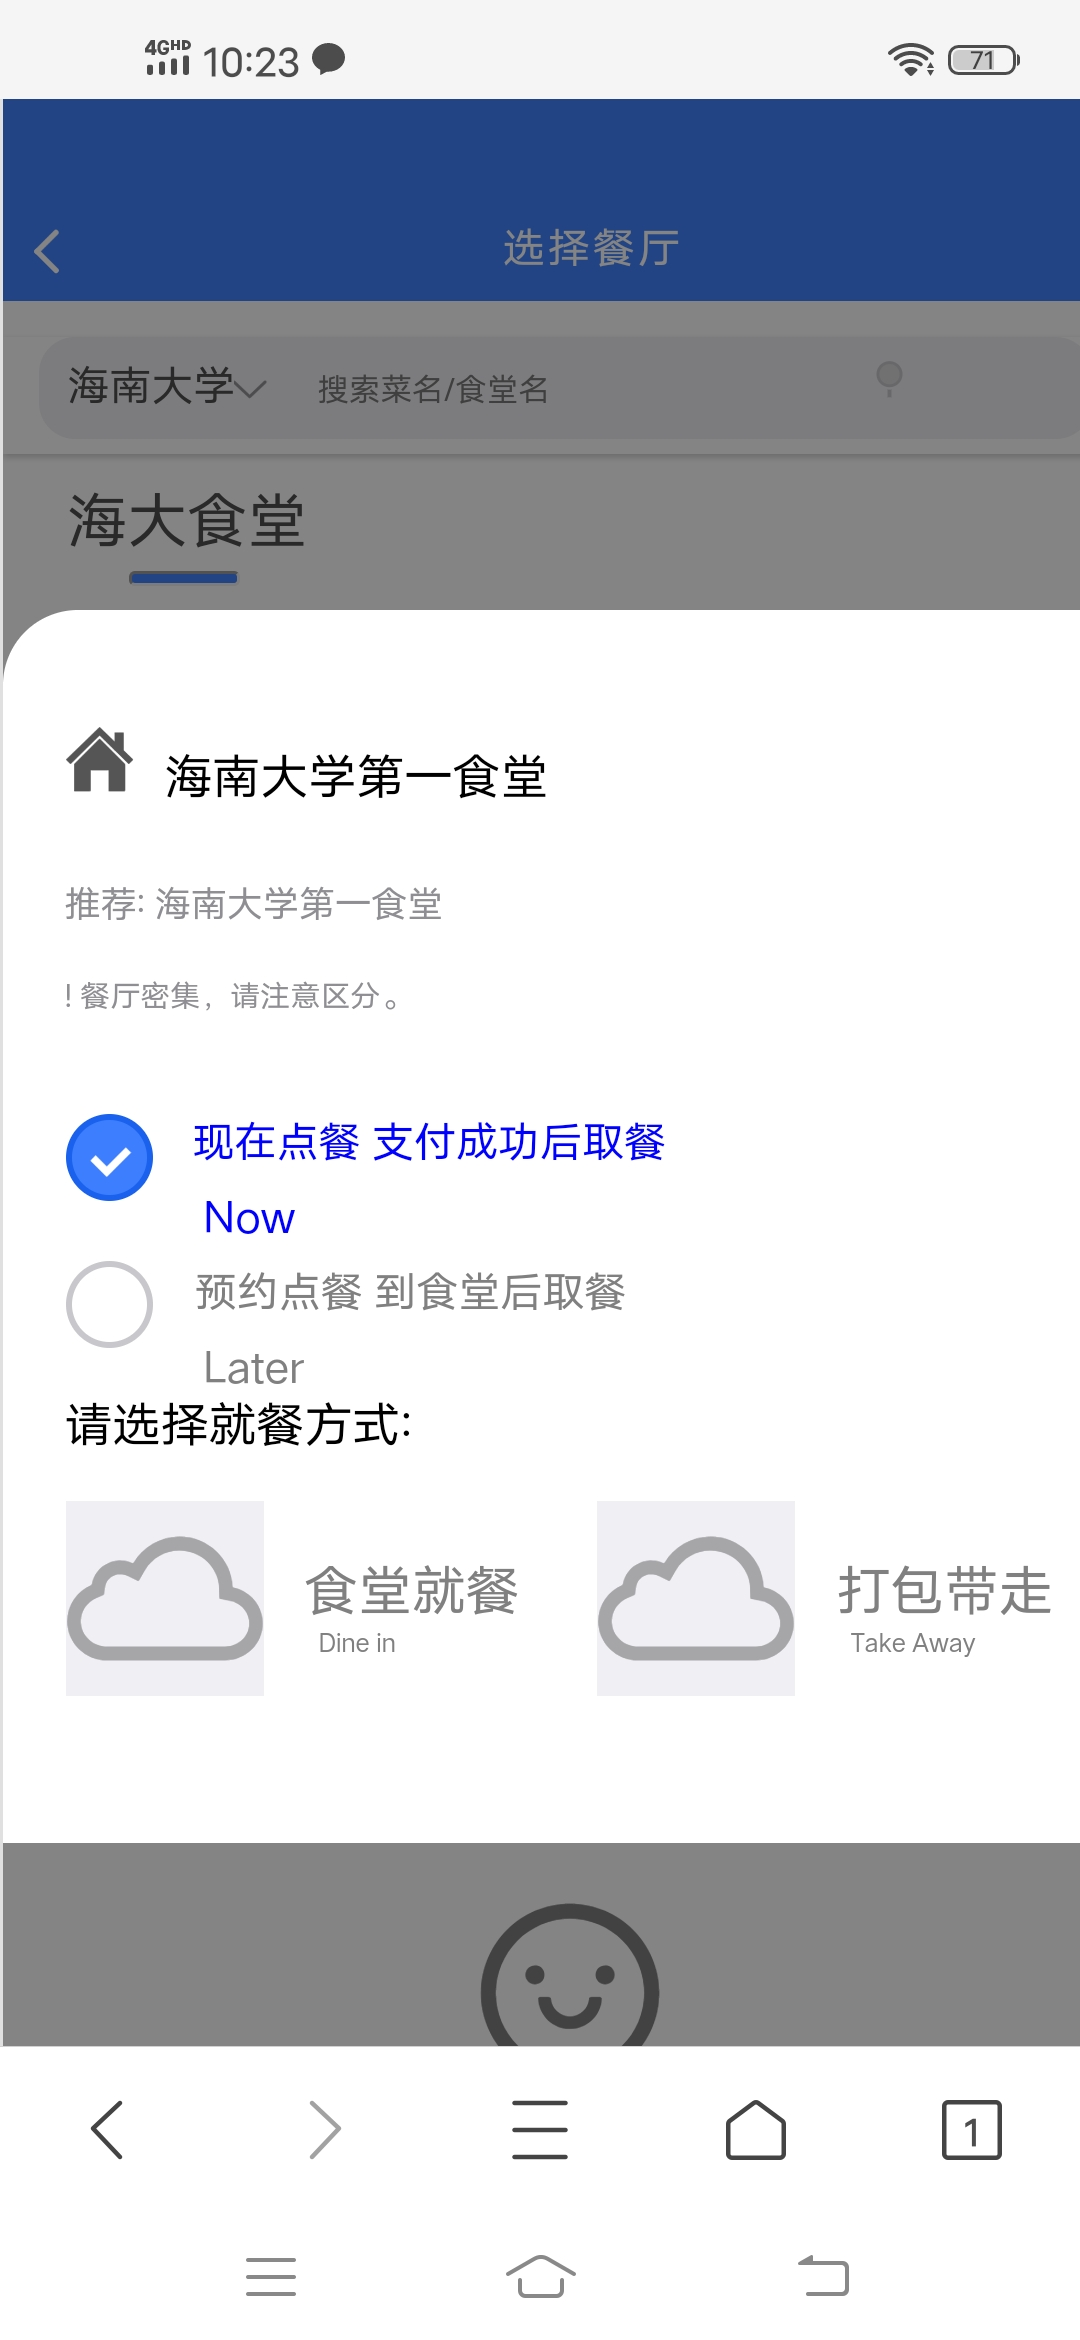 4GHD 10:23 71
选择餐厅
海南大学 搜索菜名/食堂名
海大食堂
海南大学第一食堂
推荐: 海南大学第一食堂
! 餐厅密集，请注意区分。
现在点餐 支付成功后取餐
Now
预约点餐 到食堂后取餐
Later
请选择就餐方式:
食堂就餐 打包带走
Dine in Take Away
1